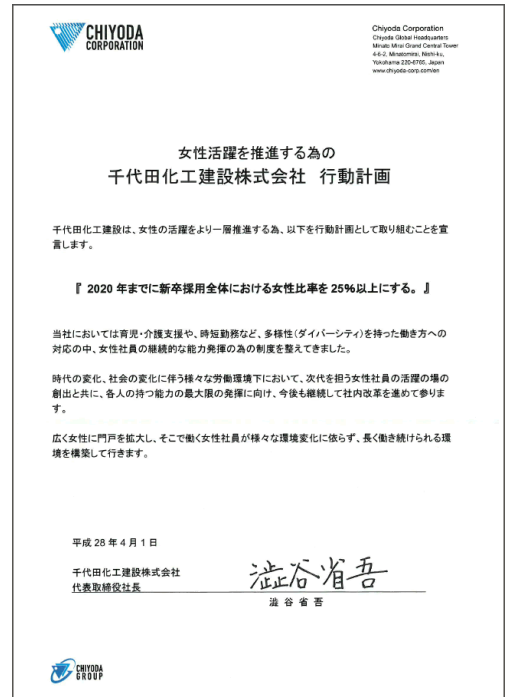 CHIYODA
CORPORATION
Chiyoda Corporation
Chiyoda Global Headquarters
Minato Mirai Grand Central Tower
4-6-2, Minatomirai, Nishi-ku,
Yokohama 220-8765, Japan
www.chiyoda-corp.com/en
女性活躍を推進する為の
千代田化工建設株式会社 行動計画
千代田化工建設は、女性の活躍をより一層推進する為、以下を行動計画として取り組むことを宣
言します。
『 2020 年までに新卒採用全体における女性比率を 25%以上にする。 』
当社においては育児・介護支援や、時短勤務など、多様性（ダイバーシティ）を持った働き方への
対応の中、女性社員の継続的な能力発揮の為の制度を整えてきました。
時代の変化、社会の変化に伴う様々な労働環境下において、次代を担う女性社員の活躍の場の
創出と共に、各人の持つ能力の最大限の発揮に向け、今後も継続して社内改革を進めて参りま
す。
広く女性に門戸を拡大し、そこで働く女性社員が様々な環境変化に依らず、長く働き続けられる環
境を構築して行きます。
平成 28 年 4 月 1 日
千代田化工建設株式会社
代表取締役社長
澁谷省吾
澁 谷 省 吾
CHIYODA
GROUP